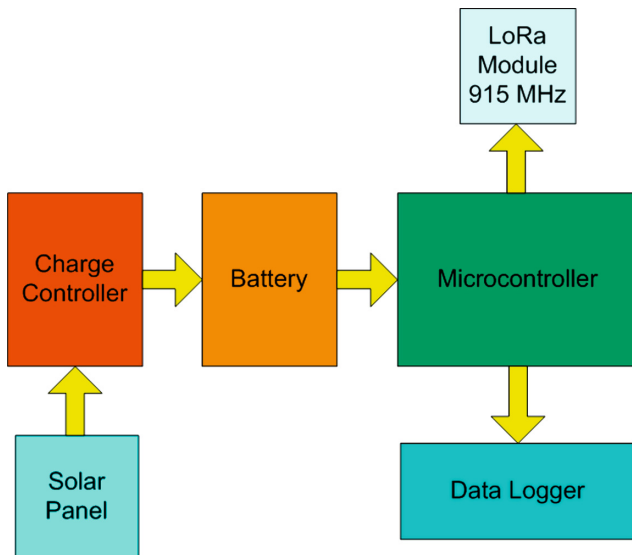 LoRa
Module
915 MHz
Charge
Controller
Battery
Microcontroller
Solar
Panel
Data Logger